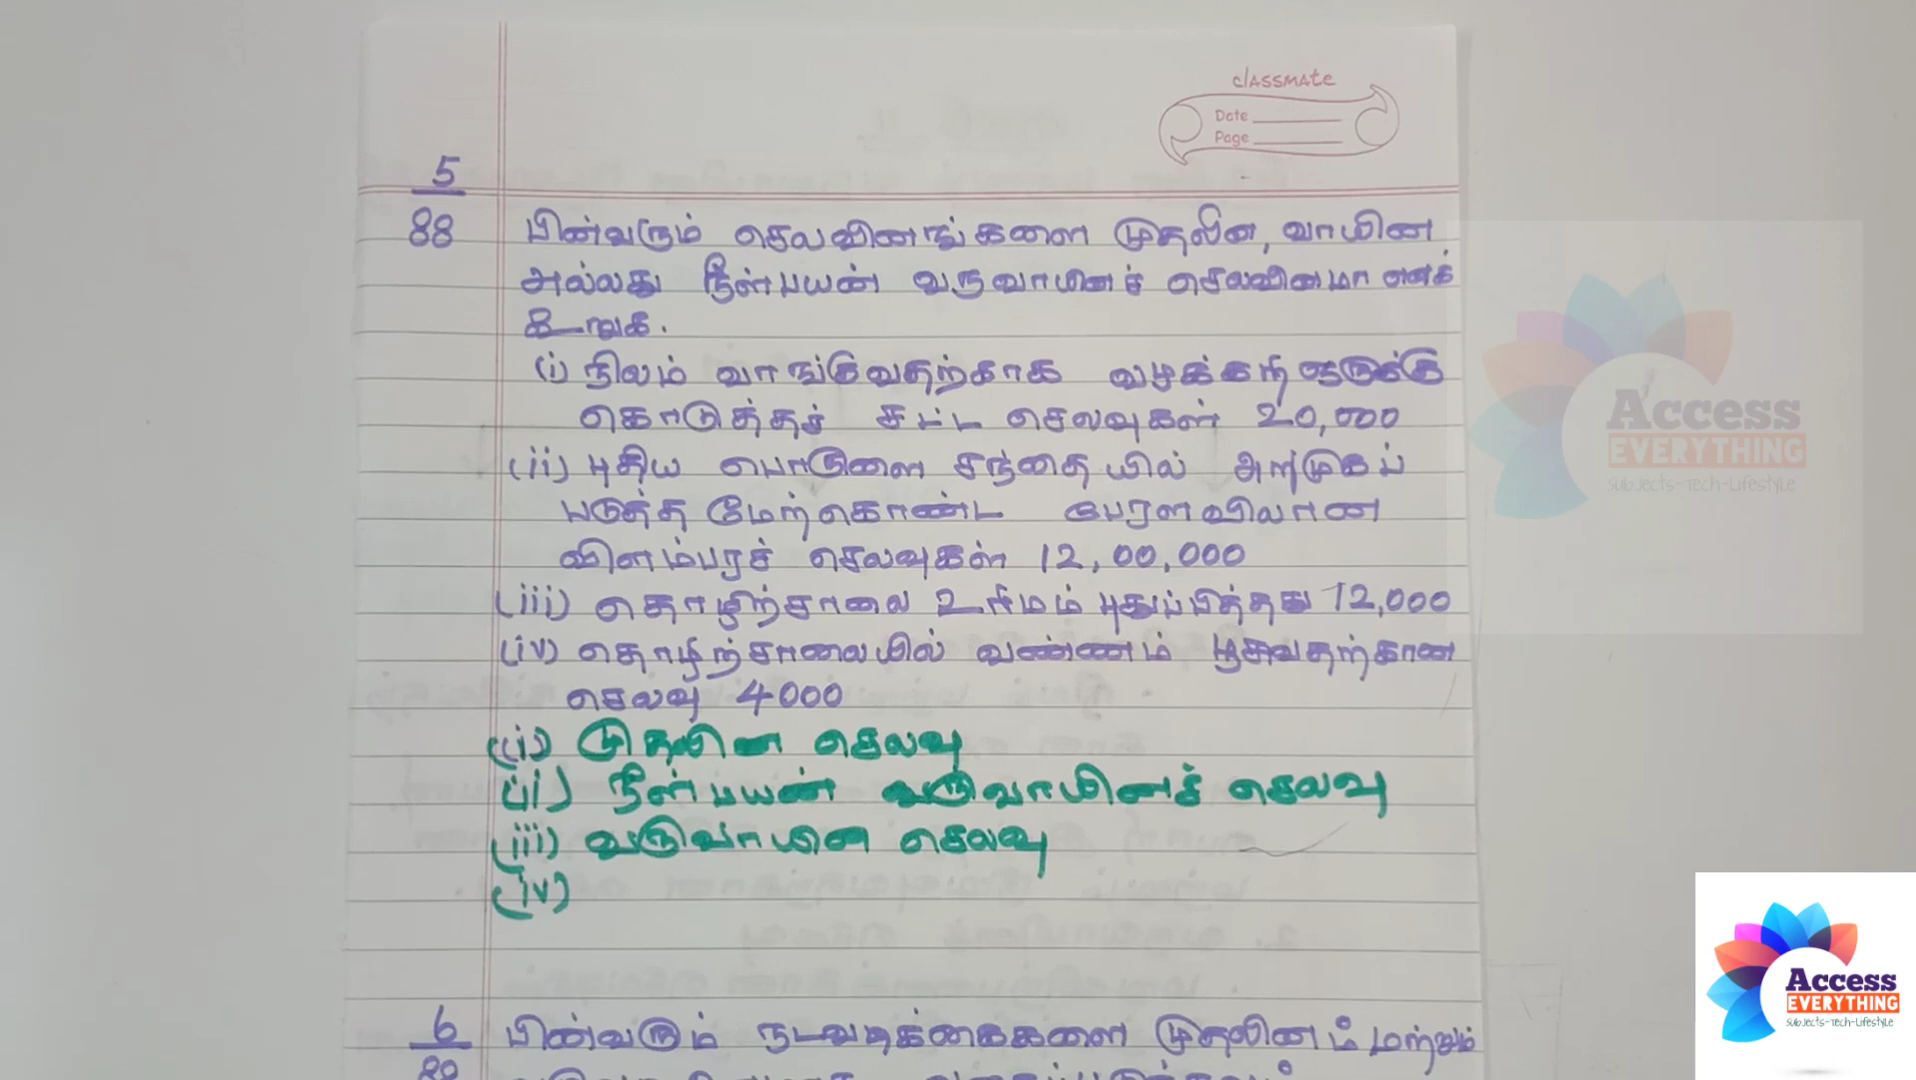 classmate
Date
Page
5
88
பின்வரும் செலவினங்களை முதலின, வாயின
அல்லது நீள்பயன் வருவாயினச் செலவினமா எனக்
கூறுக.
(i) நிலம் வாங்குவதற்காக வழக்கறிஞருக்கு
கொடுத்தச் சட்ட செலவுகள் 20,000
(ii) புதிய பொருளை சந்தையில் அறிமுகப்
படுத்த மேற்கொண்ட பேரளவிலான
விளம்பரச் செலவுகள் 12,00,000
(iii) தொழிற்சாலை உரிமம் புதுப்பித்தது 12,000
(iv) தொழிற்சாலையில் வண்ணம் பூசுவதற்கான
செலவு 4000
(i) முதலின செலவு
(ii) நீள்பயன் வருவாயினச் செலவு
(iii) வருவாயின செலவு
(iv)
6
89
பின்வரும் நடவடிக்கைகளை முதலினம் மற்றும்
Access
EVERYTHING
Subjects-Tech-Lifestyle
Access
EVERYTHING
Subjects-Tech-Lifestyle